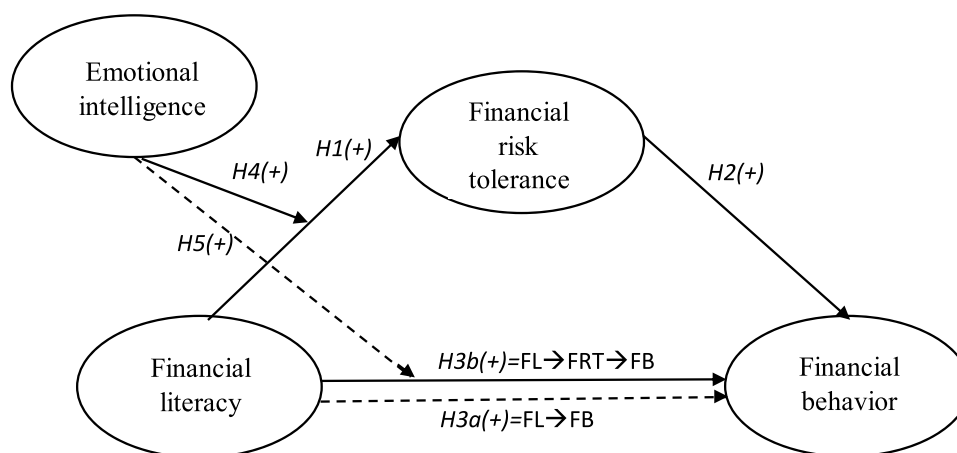 Emotional
intelligence
Financial
risk
tolerance
H1(+)
H4(+)
H2(+)
H5(+)
Financial
literacy
H3b(+)=FL→FRT→FB
H3a(+)=FL→FB
Financial
behavior